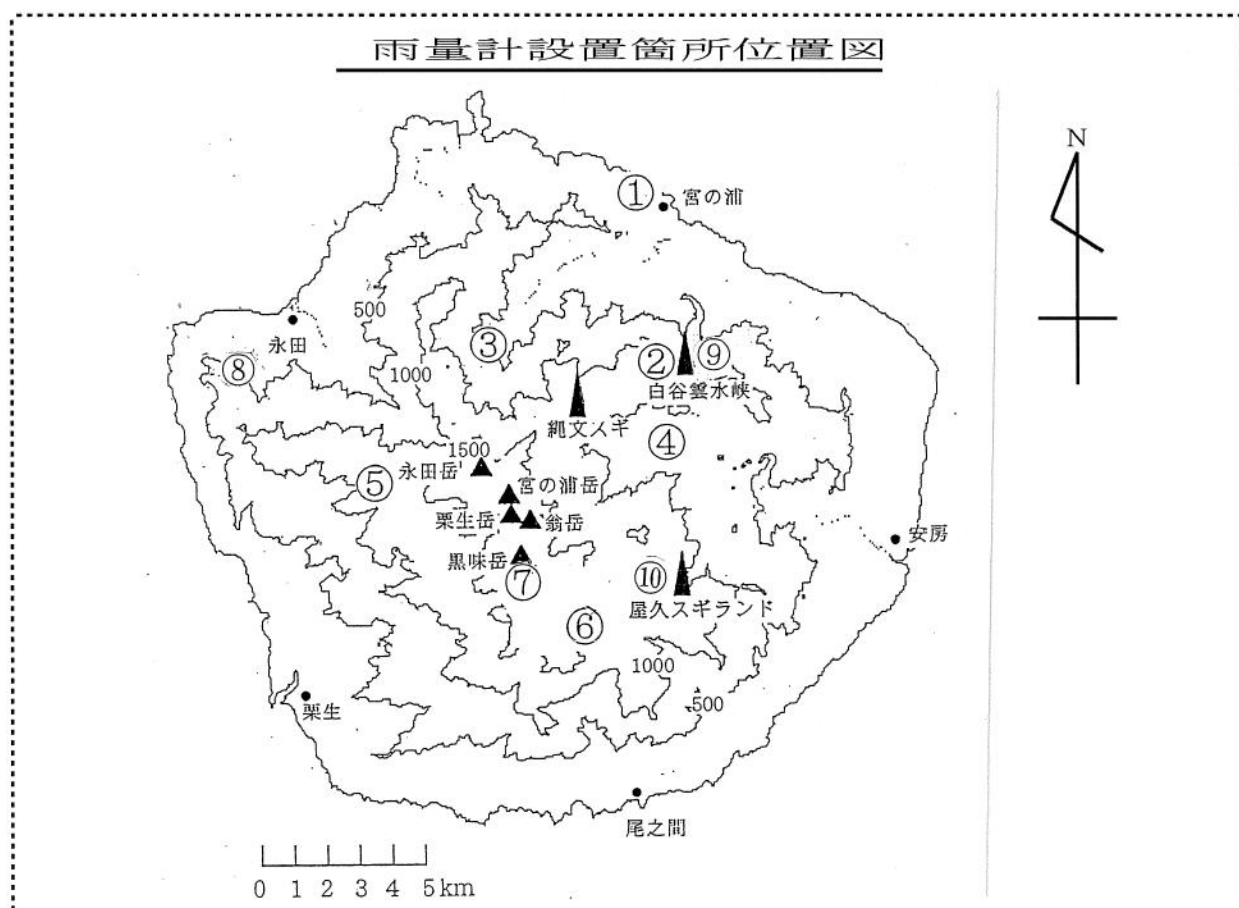 雨量計設置箇所位置図
N
① 宮の浦
500
永田
⑧
③
1000
② ⑨
白谷雲水峡
縄文スギ
④
1500
永田岳
⑤
宮の浦岳
栗生岳
翁岳
安房
黒味岳
⑦
⑩
屋久スギランド
⑥
1000
500
栗生
尾之間
0 1 2 3 4 5km